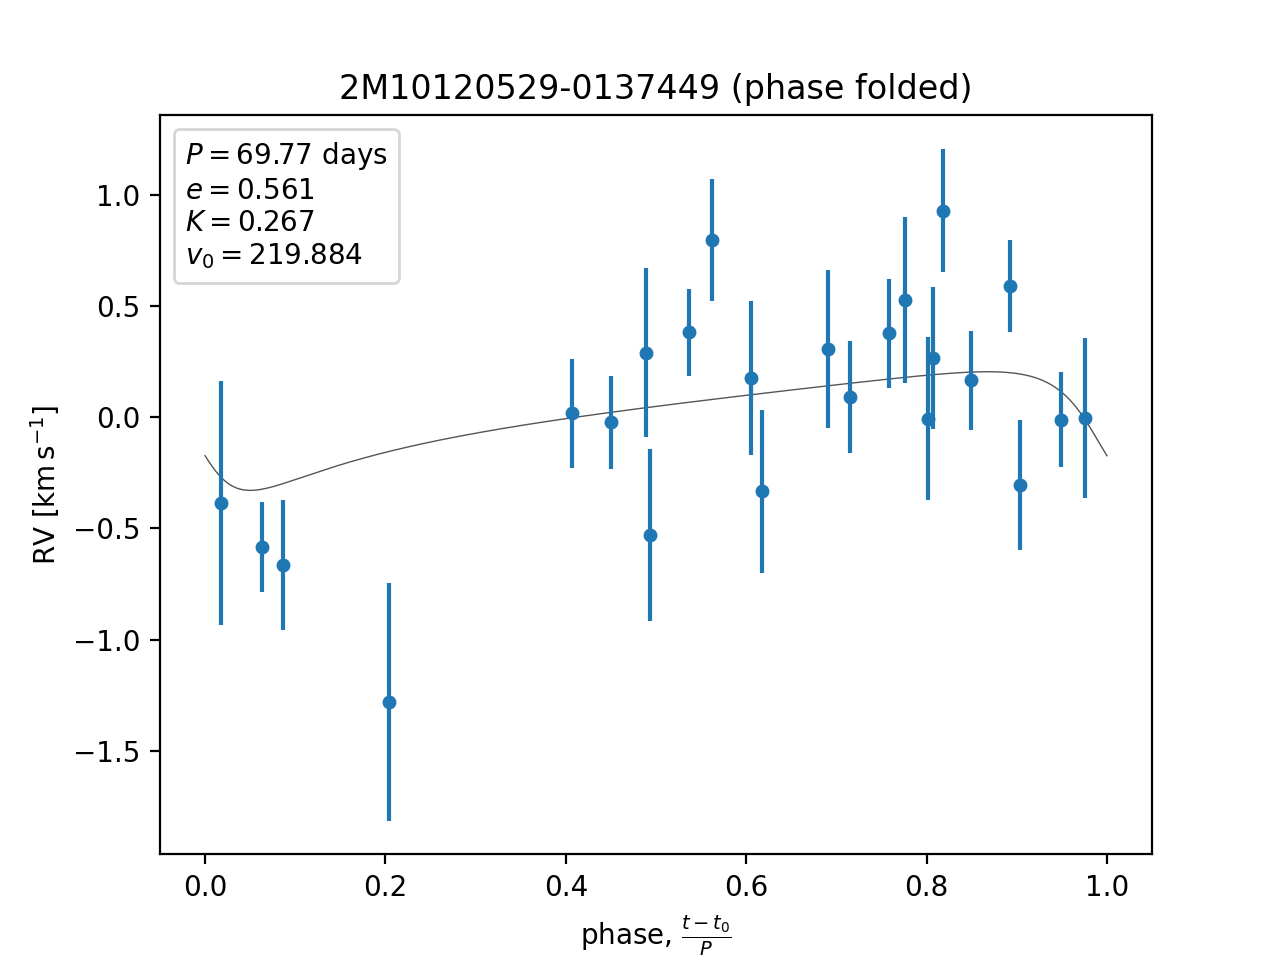 2M10120529-0137449 (phase folded)
P = 69.77 days
e = 0.561
K = 0.267
v₀ = 219.884
1.0
0.5
0.0
−0.5
−1.0
−1.5
RV [km s⁻¹]
0.0 0.2 0.4 0.6 0.8 1.0
phase, (t − t₀)/P